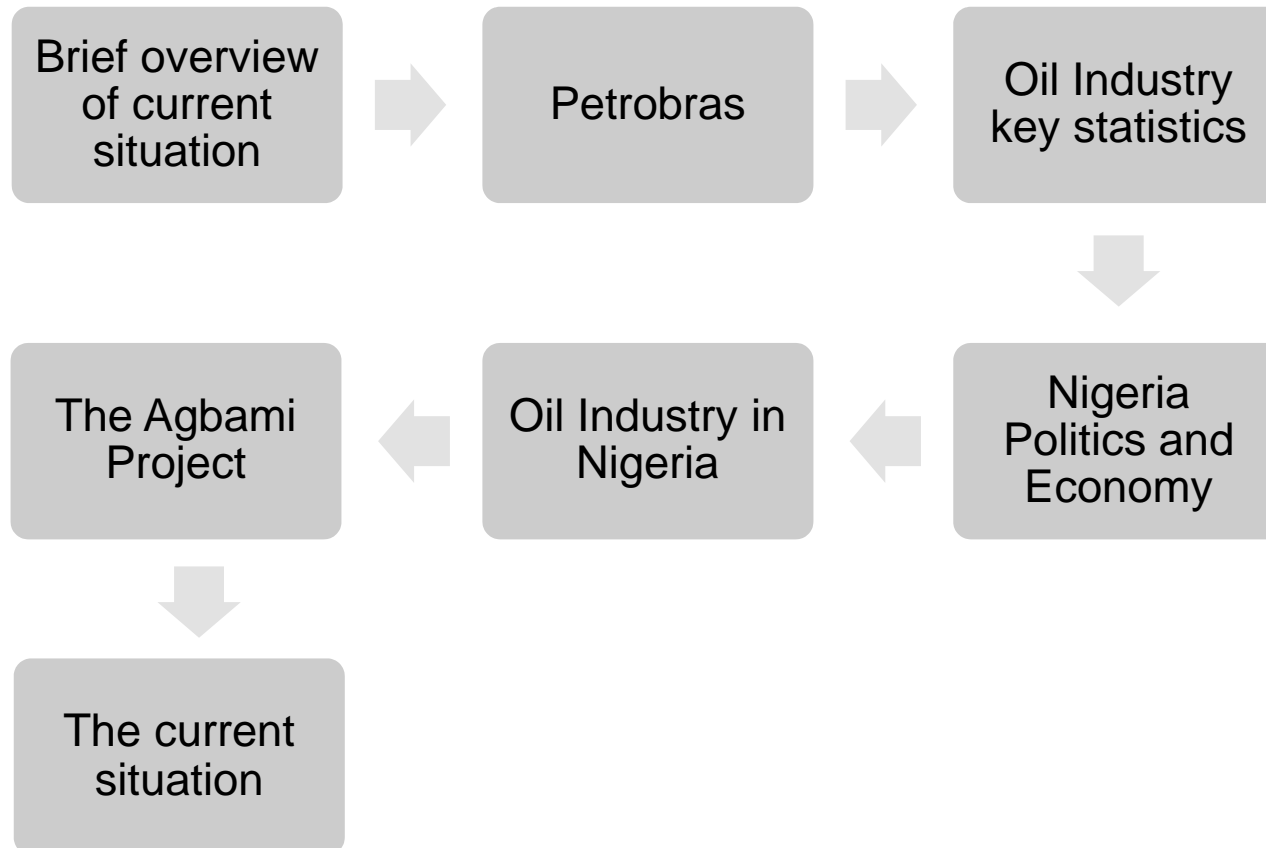 Brief overview
of current
situation
Petrobras
Oil Industry
key statistics
Nigeria
Politics and
Economy
Oil Industry in
Nigeria
The Agbami
Project
The current
situation